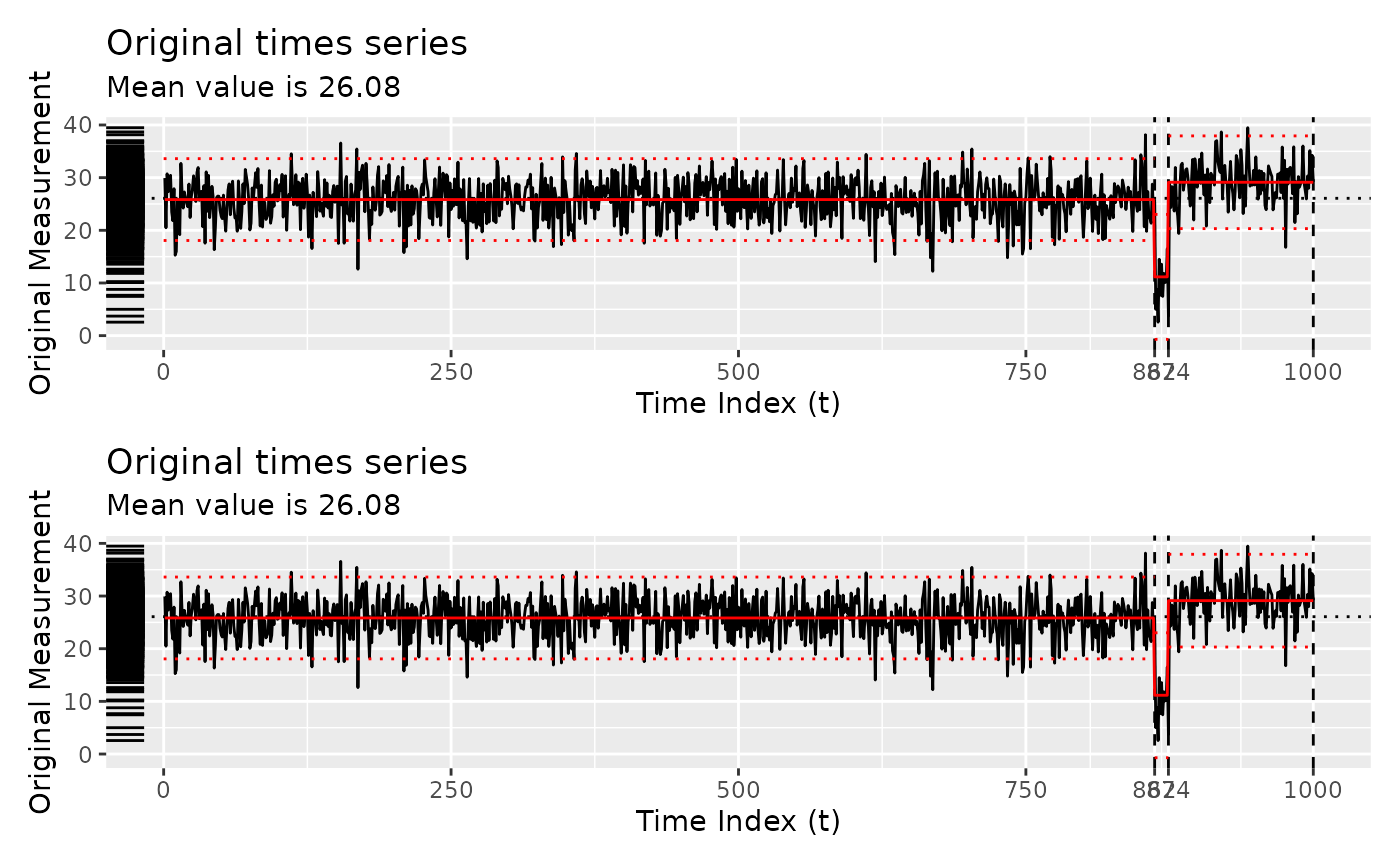 Original times series
Mean value is 26.08
Original Measurement
40
30
20
10
0
0 250 500 750 1000
Time Index (t)
Original times series
Mean value is 26.08
Original Measurement
40
30
20
10
0
0 250 500 750 1000
Time Index (t)